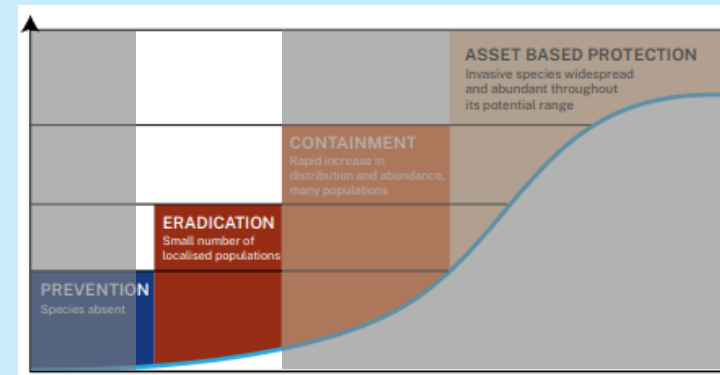 ASSET BASED PROTECTION
Invasive species widespread
and abundant throughout
its potential range
CONTAINMENT
Rapid increase in
distribution and abundance,
many populations
ERADICATION
Small number of
localised populations
PREVENTION
Species absent